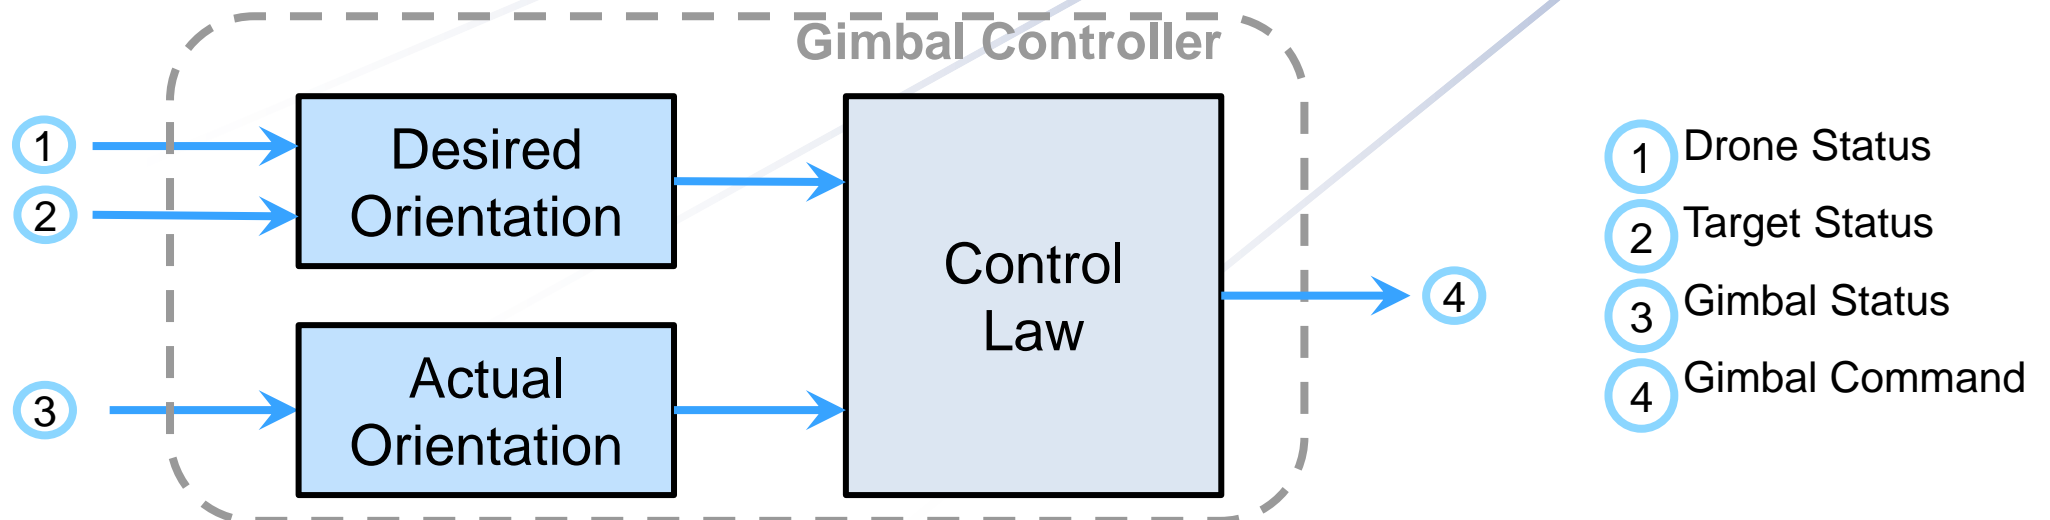 Gimbal Controller
1
2
3
Desired
Orientation
Actual
Orientation
Control
Law
4
1 Drone Status
2 Target Status
3 Gimbal Status
4 Gimbal Command